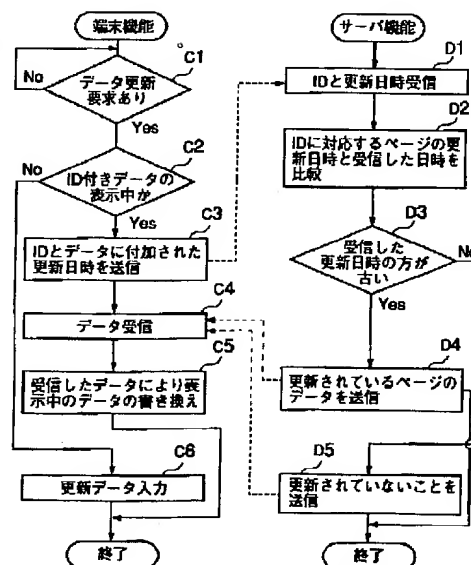 端末機能
C1
No
データ更新
要求あり
Yes
C2
No
ID付きデータの
表示中か
Yes
C3
IDとデータに付加された
更新日時を送信
C4
データ受信
C5
受信したデータにより表
示中のデータの書き換え
C6
更新データ入力
終了
サーバ機能
D1
IDと更新日時受信
D2
IDに対応するページの更
新日時と受信した日時を
比較
D3
受信した
更新日時の方が
古い
No
Yes
D4
更新されているページの
データを送信
D5
更新されていないことを
送信
終了